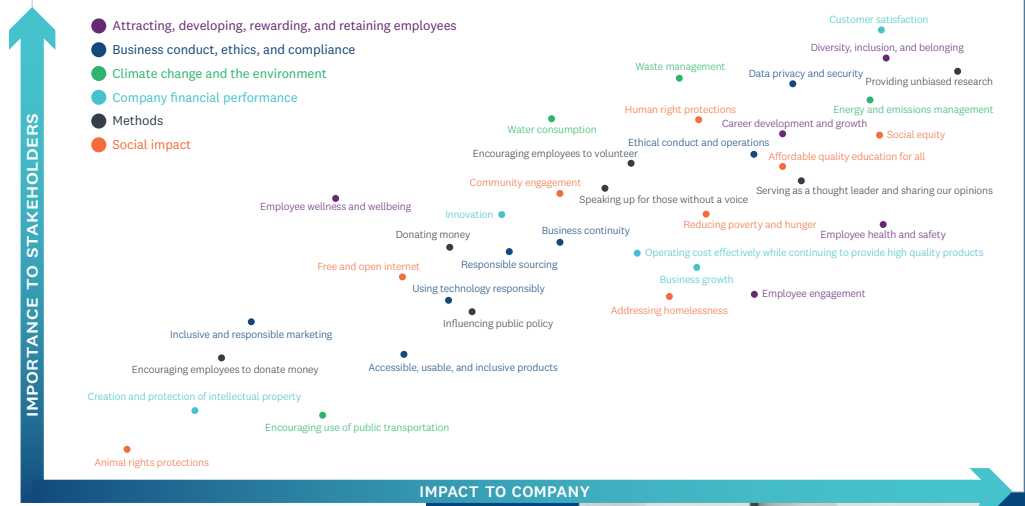 Attracting, developing, rewarding, and retaining employees
Business conduct, ethics, and compliance
Climate change and the environment
Company financial performance
Methods
Social impact
IMPORTANCE TO STAKEHOLDERS
Customer satisfaction
Diversity, inclusion, and belonging
Waste management
Data privacy and security
Providing unbiased research
Human right protections
Energy and emissions management
Water consumption
Career development and growth
Social equity
Ethical conduct and operations
Encouraging employees to volunteer
Affordable quality education for all
Community engagement
Serving as a thought leader and sharing our opinions
Speaking up for those without a voice
Employee wellness and wellbeing
Innovation
Reducing poverty and hunger
Donating money
Business continuity
Employee health and safety
Operating cost effectively while continuing to provide high quality products
Responsible sourcing
Free and open internet
Business growth
Using technology responsibly
Employee engagement
Addressing homelessness
Influencing public policy
Inclusive and responsible marketing
Encouraging employees to donate money
Accessible, usable, and inclusive products
Creation and protection of intellectual property
Encouraging use of public transportation
Animal rights protections
IMPACT TO COMPANY